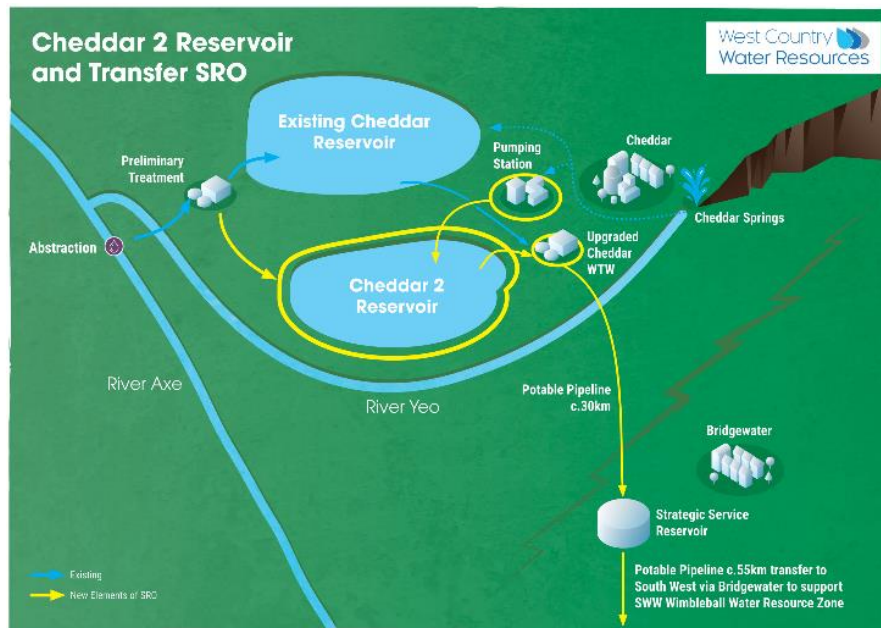 Cheddar 2 Reservoir
and Transfer SRO
West Country
Water Resources
Existing Cheddar
Reservoir
Preliminary
Treatment
Pumping
Station
Cheddar
Cheddar Springs
Abstraction
Upgraded
Cheddar
WTW
Cheddar 2
Reservoir
River Axe
River Yeo
Potable Pipeline
c.30km
Bridgewater
Strategic Service
Reservoir
Existing
New Elements of SRO
Potable Pipeline c.55km transfer to
South West via Bridgewater to support
SWW Wimbleball Water Resource Zone